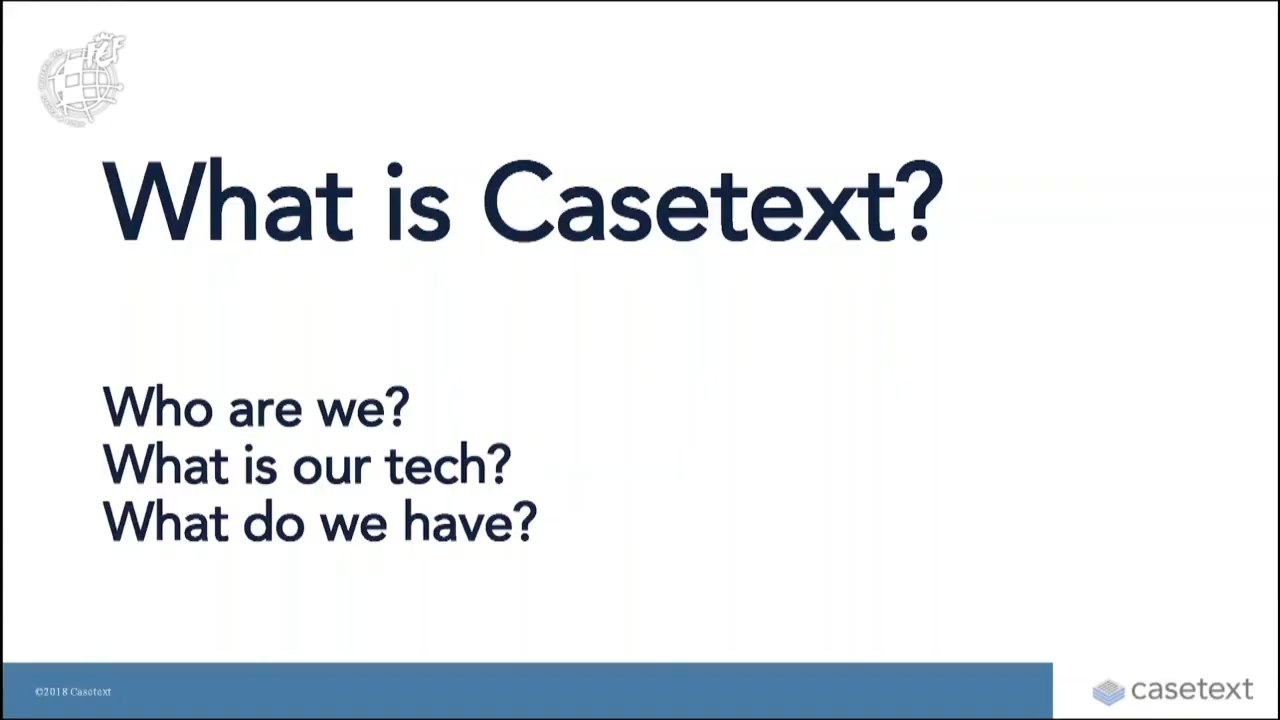 What is Casetext?
Who are we?
What is our tech?
What do we have?
©2018 Casetext
casetext